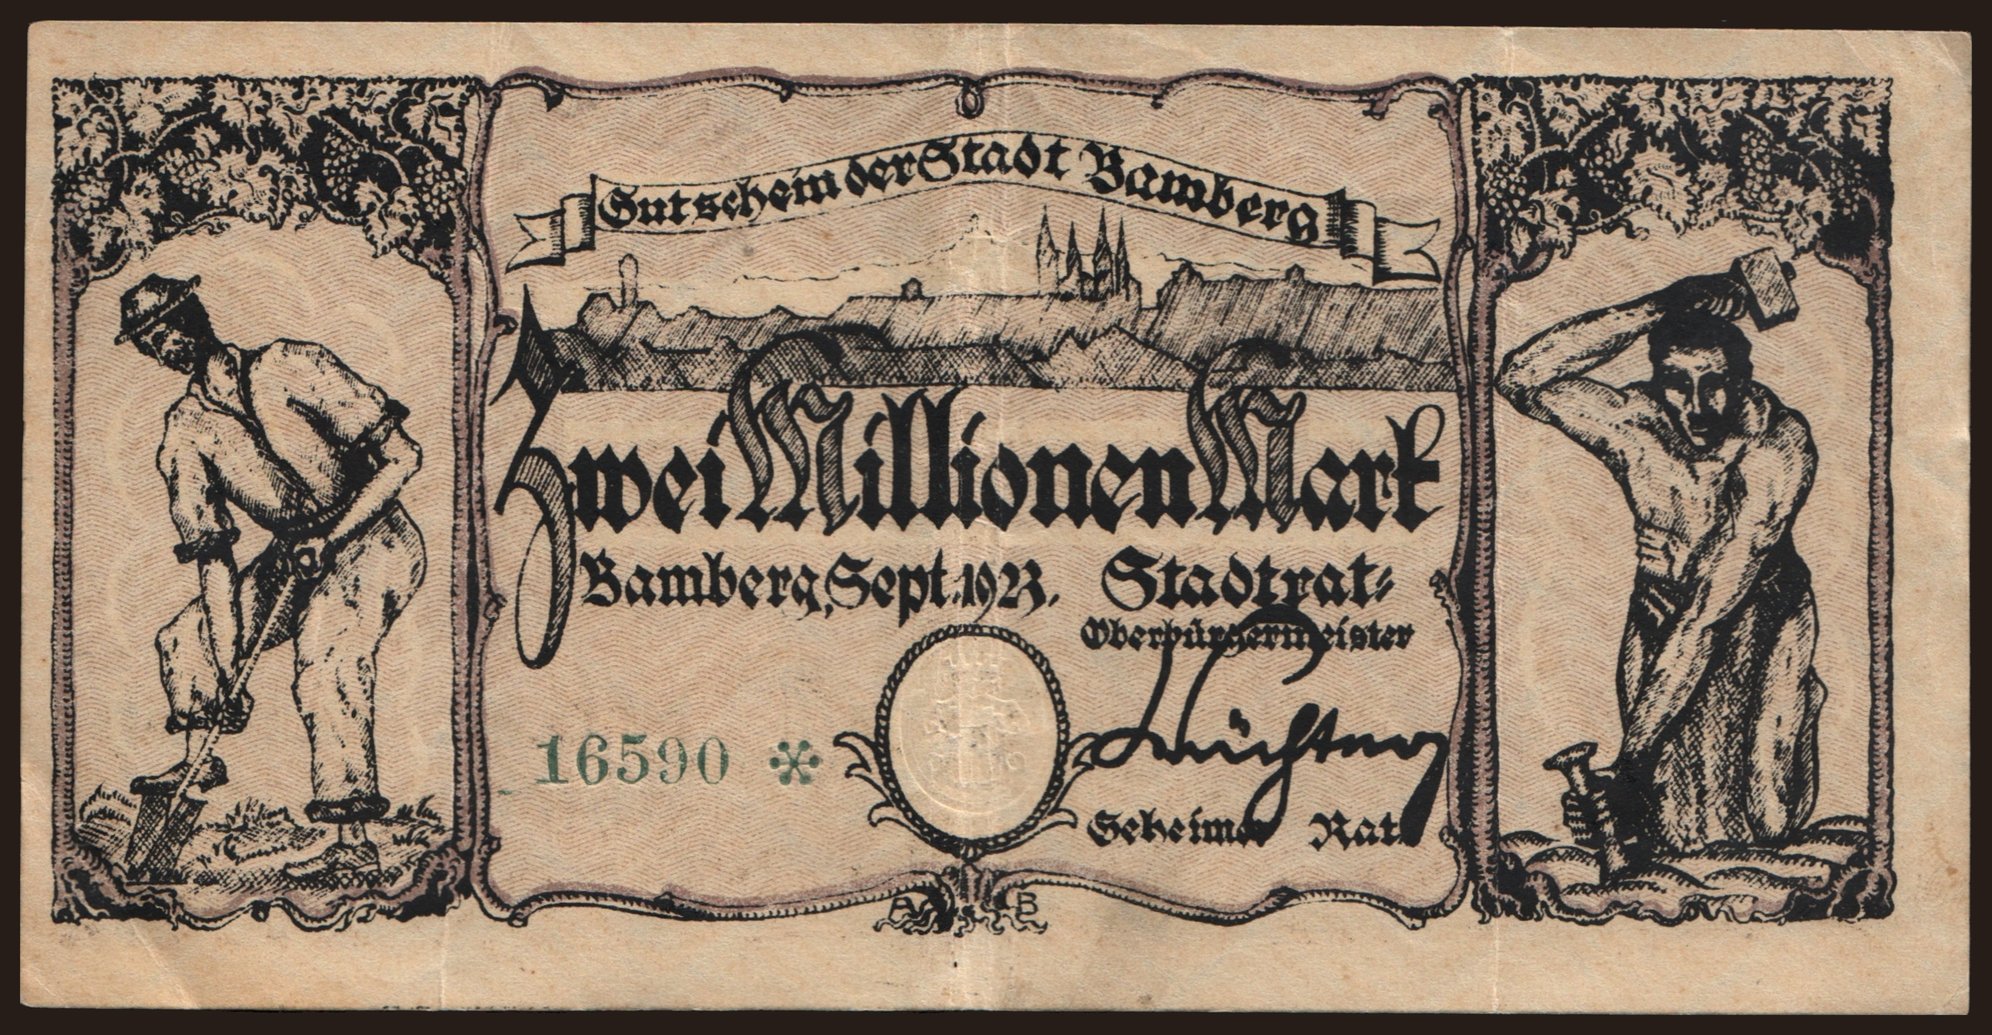 Gutschein der Stadt Bamberg
Zwei Millionen Mark
Bamberg, Sept. 1923. Stadtrat-
Oberbürgermeister
16590 *
Geheimer Rat.
A B